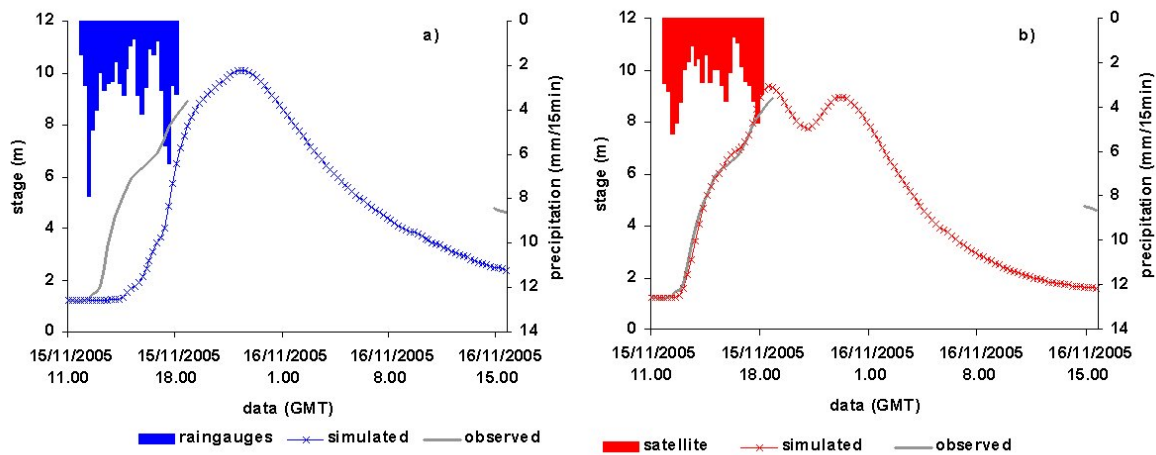 12
10
8
6
4
2
0
stage (m)
a)
0
2
4
6
8
10
12
14
precipitation (mm/15min)
15/11/2005 15/11/2005 16/11/2005 16/11/2005 16/11/2005
11.00 18.00 1.00 8.00 15.00
data (GMT)
raingauges simulated observed
12
10
8
6
4
2
0
stage (m)
b)
0
2
4
6
8
10
12
14
precipitation (mm/15min)
15/11/2005 15/11/2005 16/11/2005 16/11/2005 16/11/2005
11.00 18.00 1.00 8.00 15.00
data (GMT)
satellite simulated observed